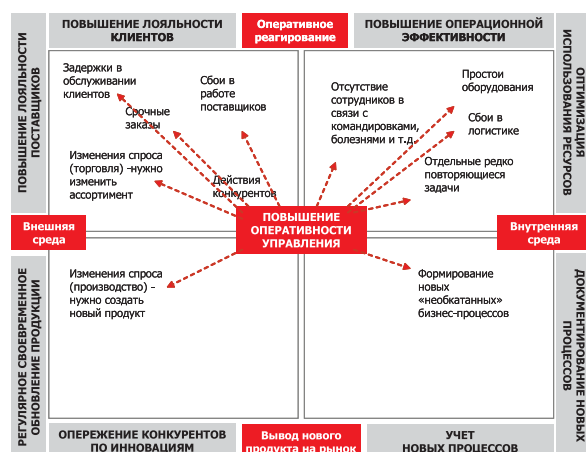 ПОВЫШЕНИЕ ЛОЯЛЬНОСТИ
КЛИЕНТОВ
Оперативное
реагирование
ПОВЫШЕНИЕ ОПЕРАЦИОННОЙ
ЭФФЕКТИВНОСТИ
ПОВЫШЕНИЕ ЛОЯЛЬНОСТИ
ПОСТАВЩИКОВ
Задержки в
обслуживании
клиентов
Срочные
заказы
Сбои в
работе
поставщиков
Изменения спроса
(торговля) -нужно
изменить
ассортимент
Действия
конкурентов
Отсутствие
сотрудников в
связи с
командировками,
болезнями и т.д.
Простои
оборудования
Сбои в
логистике
Отдельные редко
повторяющиеся
задачи
ОПТИМИЗАЦИЯ
ИСПОЛЬЗОВАНИЯ РЕСУРСОВ
Внешняя
среда
ПОВЫШЕНИЕ
ОПЕРАТИВНОСТИ
УПРАВЛЕНИЯ
Внутренняя
среда
РЕГУЛЯРНОЕ СВОЕВРЕМЕННОЕ
ОБНОВЛЕНИЕ ПРОДУКЦИИ
Изменения спроса
(производство) -
нужно создать
новый продукт
Формирование
новых
«необкатанных»
бизнес-процессов
ДОКУМЕНТИРОВАНИЕ НОВЫХ
ПРОЦЕССОВ
ОПЕРЕЖЕНИЕ КОНКУРЕНТОВ
ПО ИННОВАЦИЯМ
Вывод нового
продукта на рынок
УЧЕТ
НОВЫХ ПРОЦЕССОВ